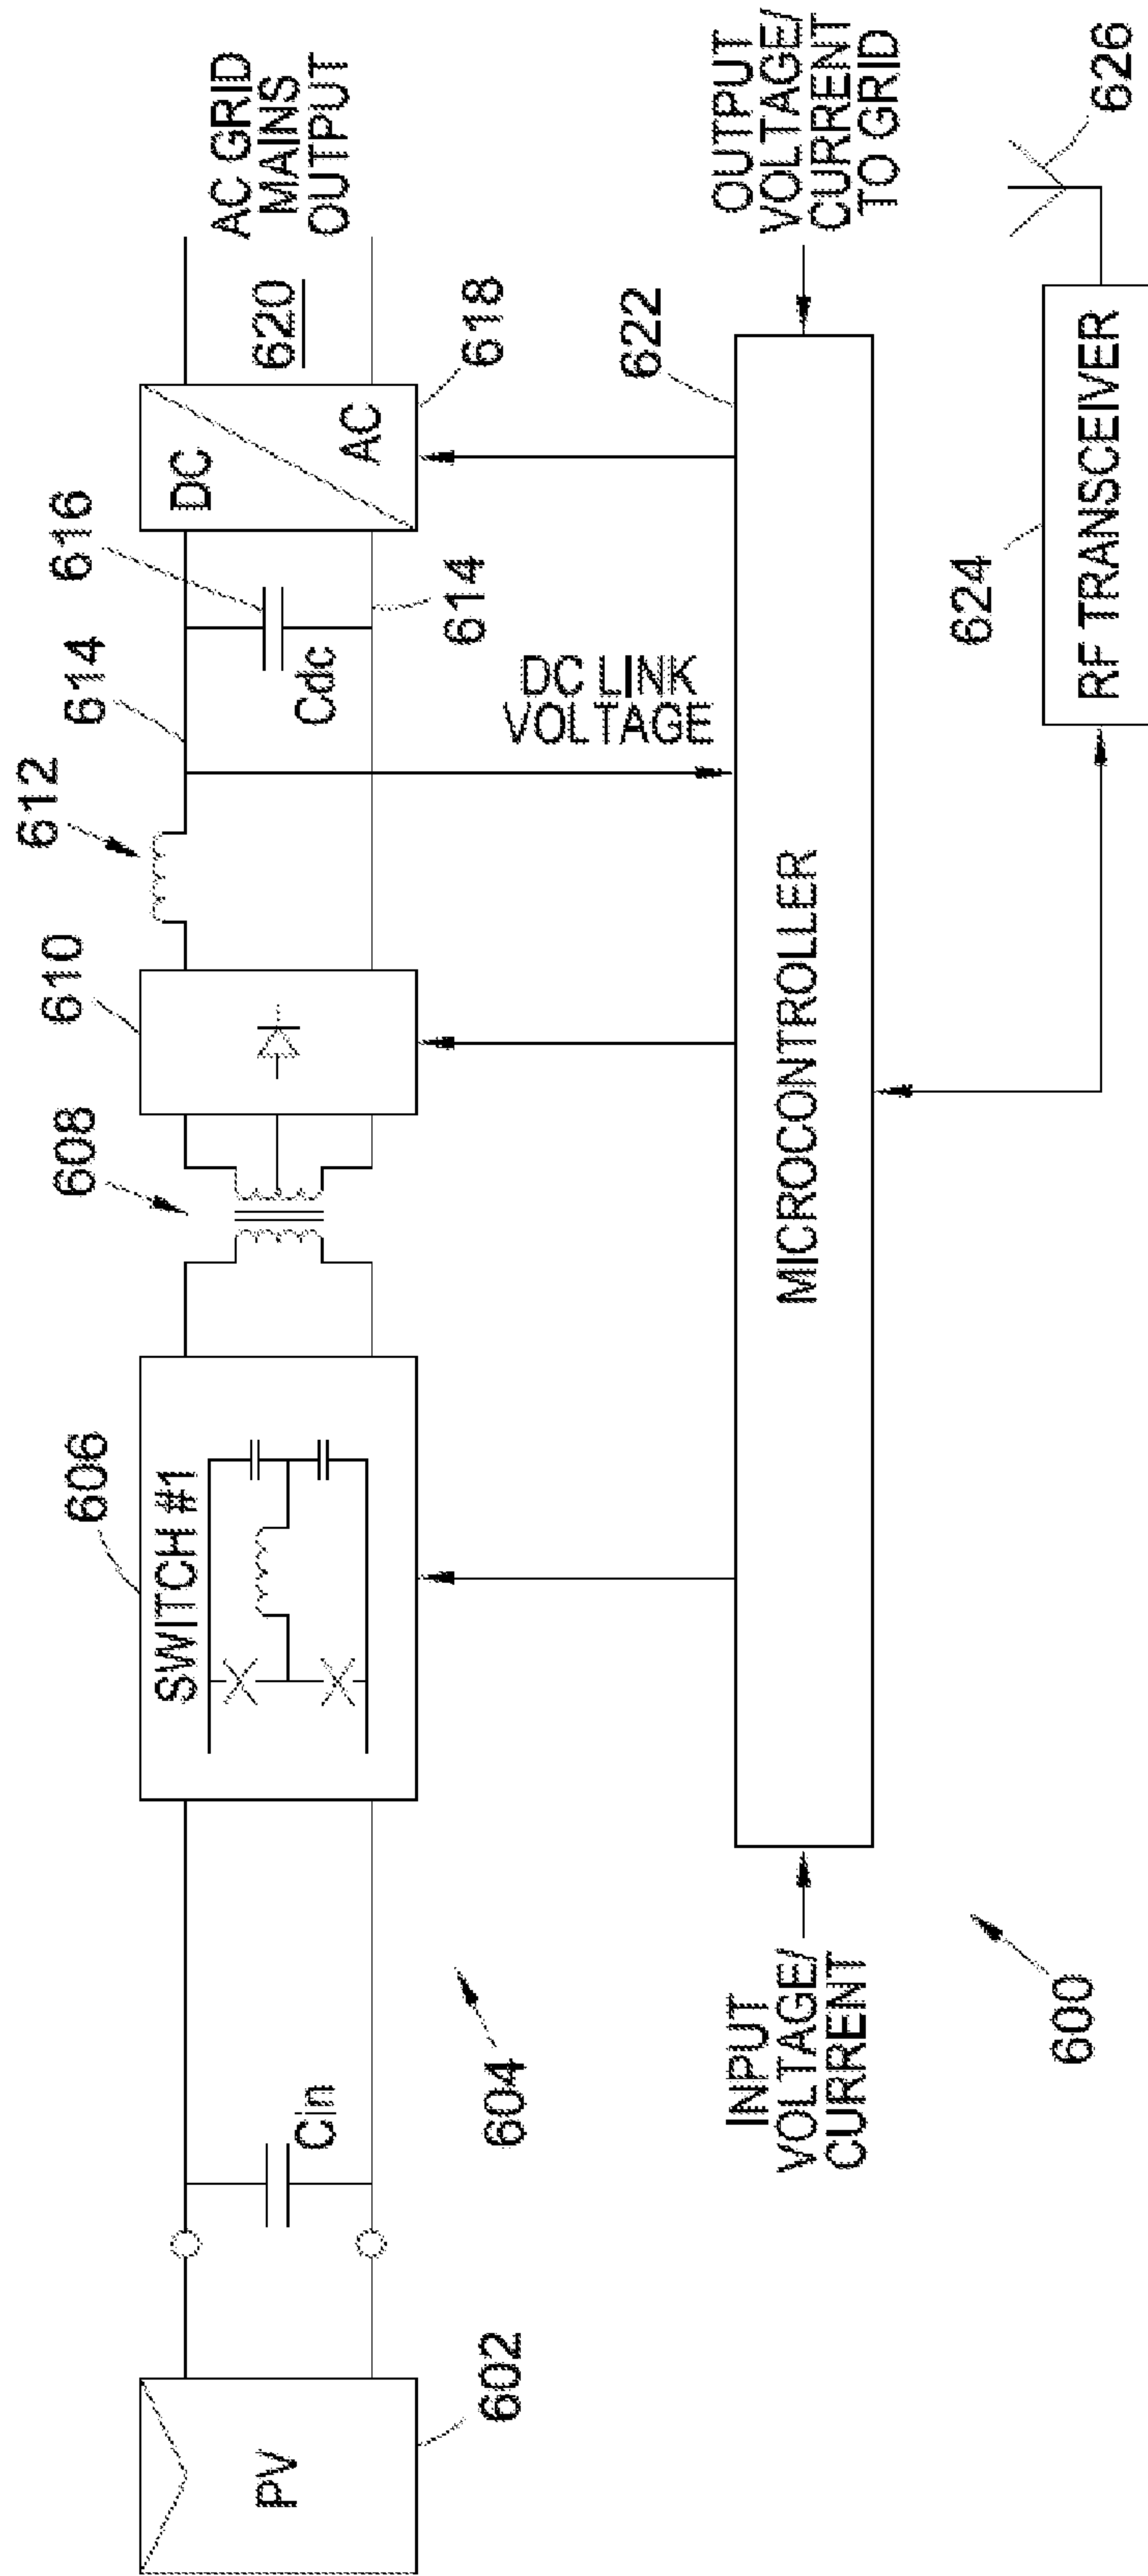 608
610
612
614
616
AC GRID
MAINS
OUTPUT
606
SWITCH #1
DC
AC
620
PV
Cin
Cdc
614
618
602
604
DC LINK
VOLTAGE
622
INPUT
VOLTAGE/
CURRENT
MICROCONTROLLER
OUTPUT
VOLTAGE/
CURRENT
TO GRID
600
624
RF TRANSCEIVER
626